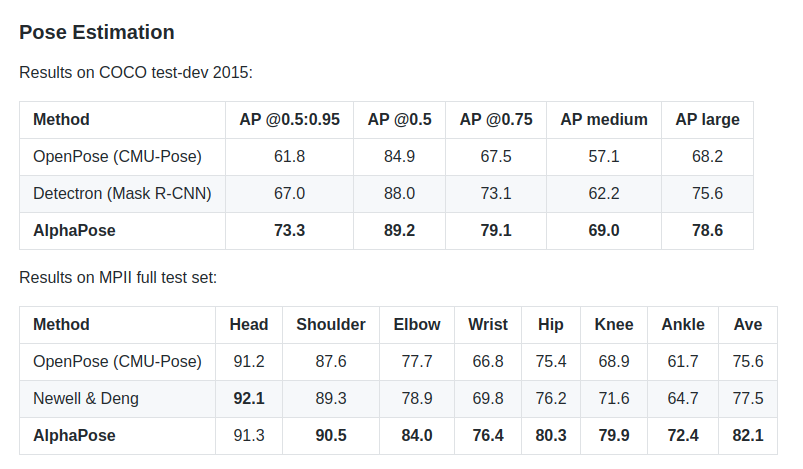 Pose Estimation
Results on COCO test-dev 2015:
Method AP @0.5:0.95 AP @0.5 AP @0.75 AP medium AP large
OpenPose (CMU-Pose) 61.8 84.9 67.5 57.1 68.2
Detectron (Mask R-CNN) 67.0 88.0 73.1 62.2 75.6
AlphaPose 73.3 89.2 79.1 69.0 78.6
Results on MPII full test set:
Method Head Shoulder Elbow Wrist Hip Knee Ankle Ave
OpenPose (CMU-Pose) 91.2 87.6 77.7 66.8 75.4 68.9 61.7 75.6
Newell & Deng 92.1 89.3 78.9 69.8 76.2 71.6 64.7 77.5
AlphaPose 91.3 90.5 84.0 76.4 80.3 79.9 72.4 82.1